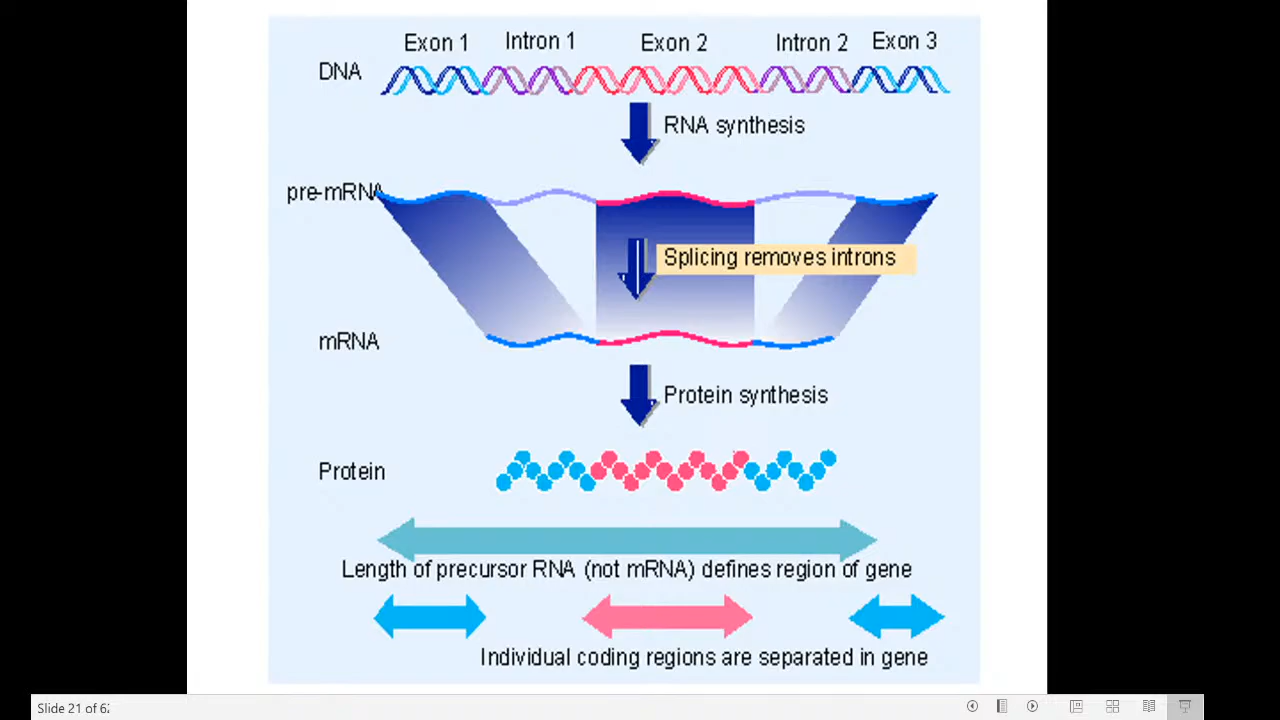 Exon 1 Intron 1 Exon 2 Intron 2 Exon 3
DNA
RNA synthesis
pre-mRNA
Splicing removes introns
mRNA
Protein synthesis
Protein
Length of precursor RNA (not mRNA) defines region of gene
Individual coding regions are separated in gene
Slide 21 of 62